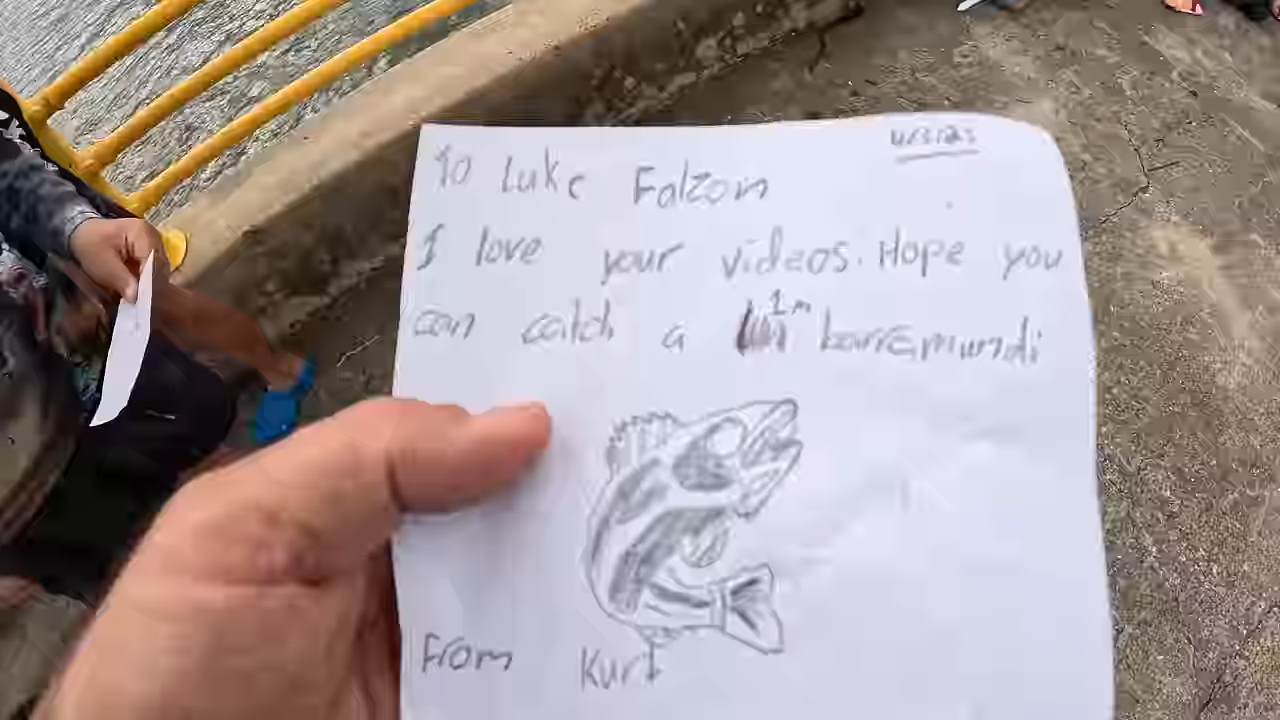 To Luke Falzon
I love your videos. Hope you
can catch a 1m barramundi
From Kurt